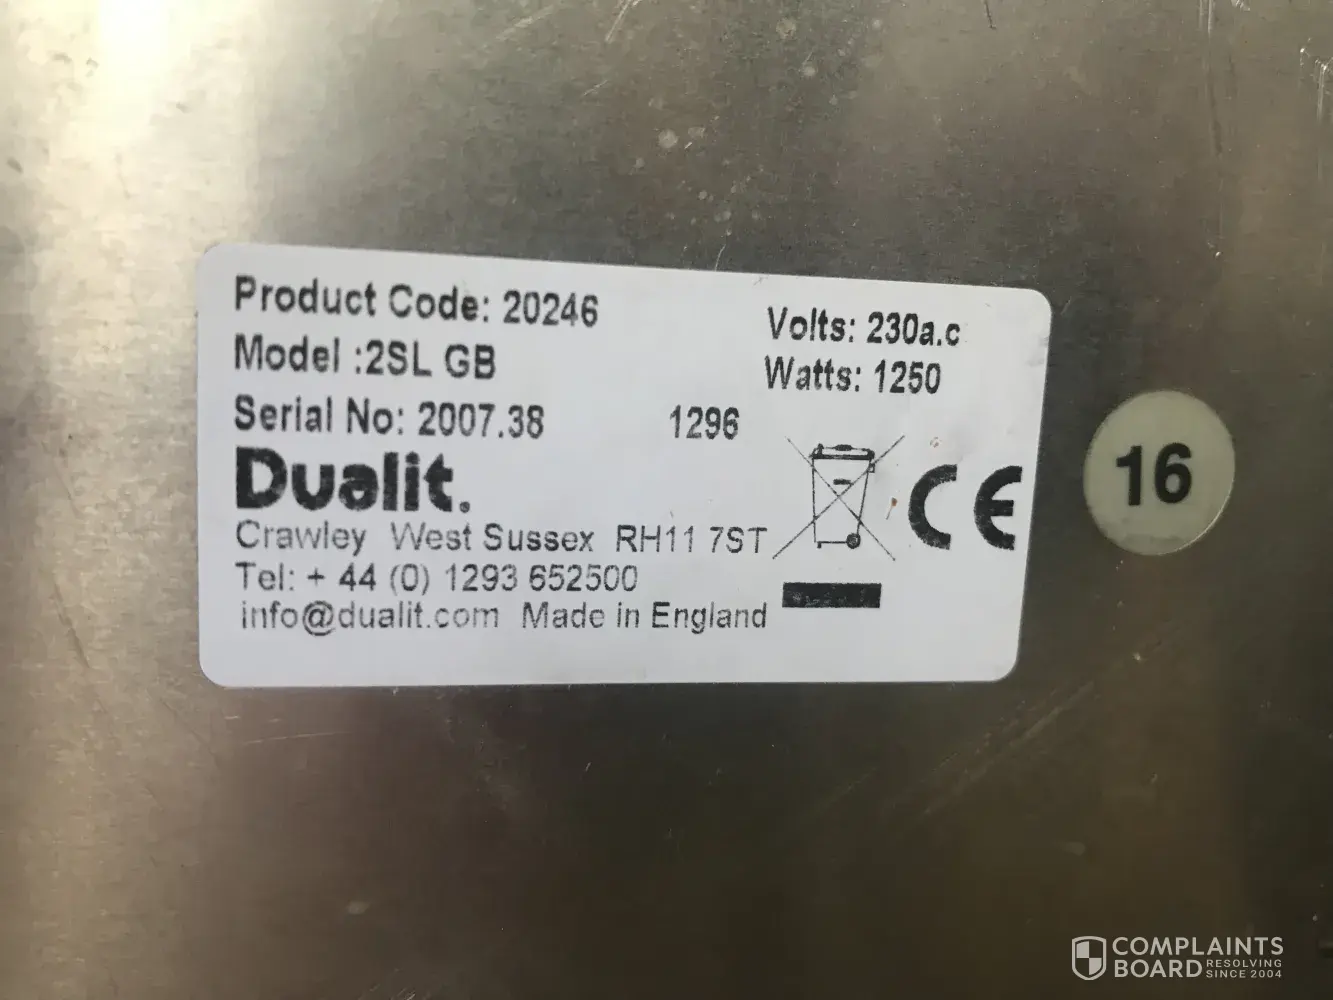 Product Code: 20246
Model :2SL GB
Serial No: 2007.38 1296
Volts: 230a.c
Watts: 1250
Dualit.
Crawley West Sussex RH11 7ST
Tel: + 44 (0) 1293 652500
info@dualit.com Made in England
CE
16
COMPLAINTS
BOARD RESOLVING
SINCE 2004